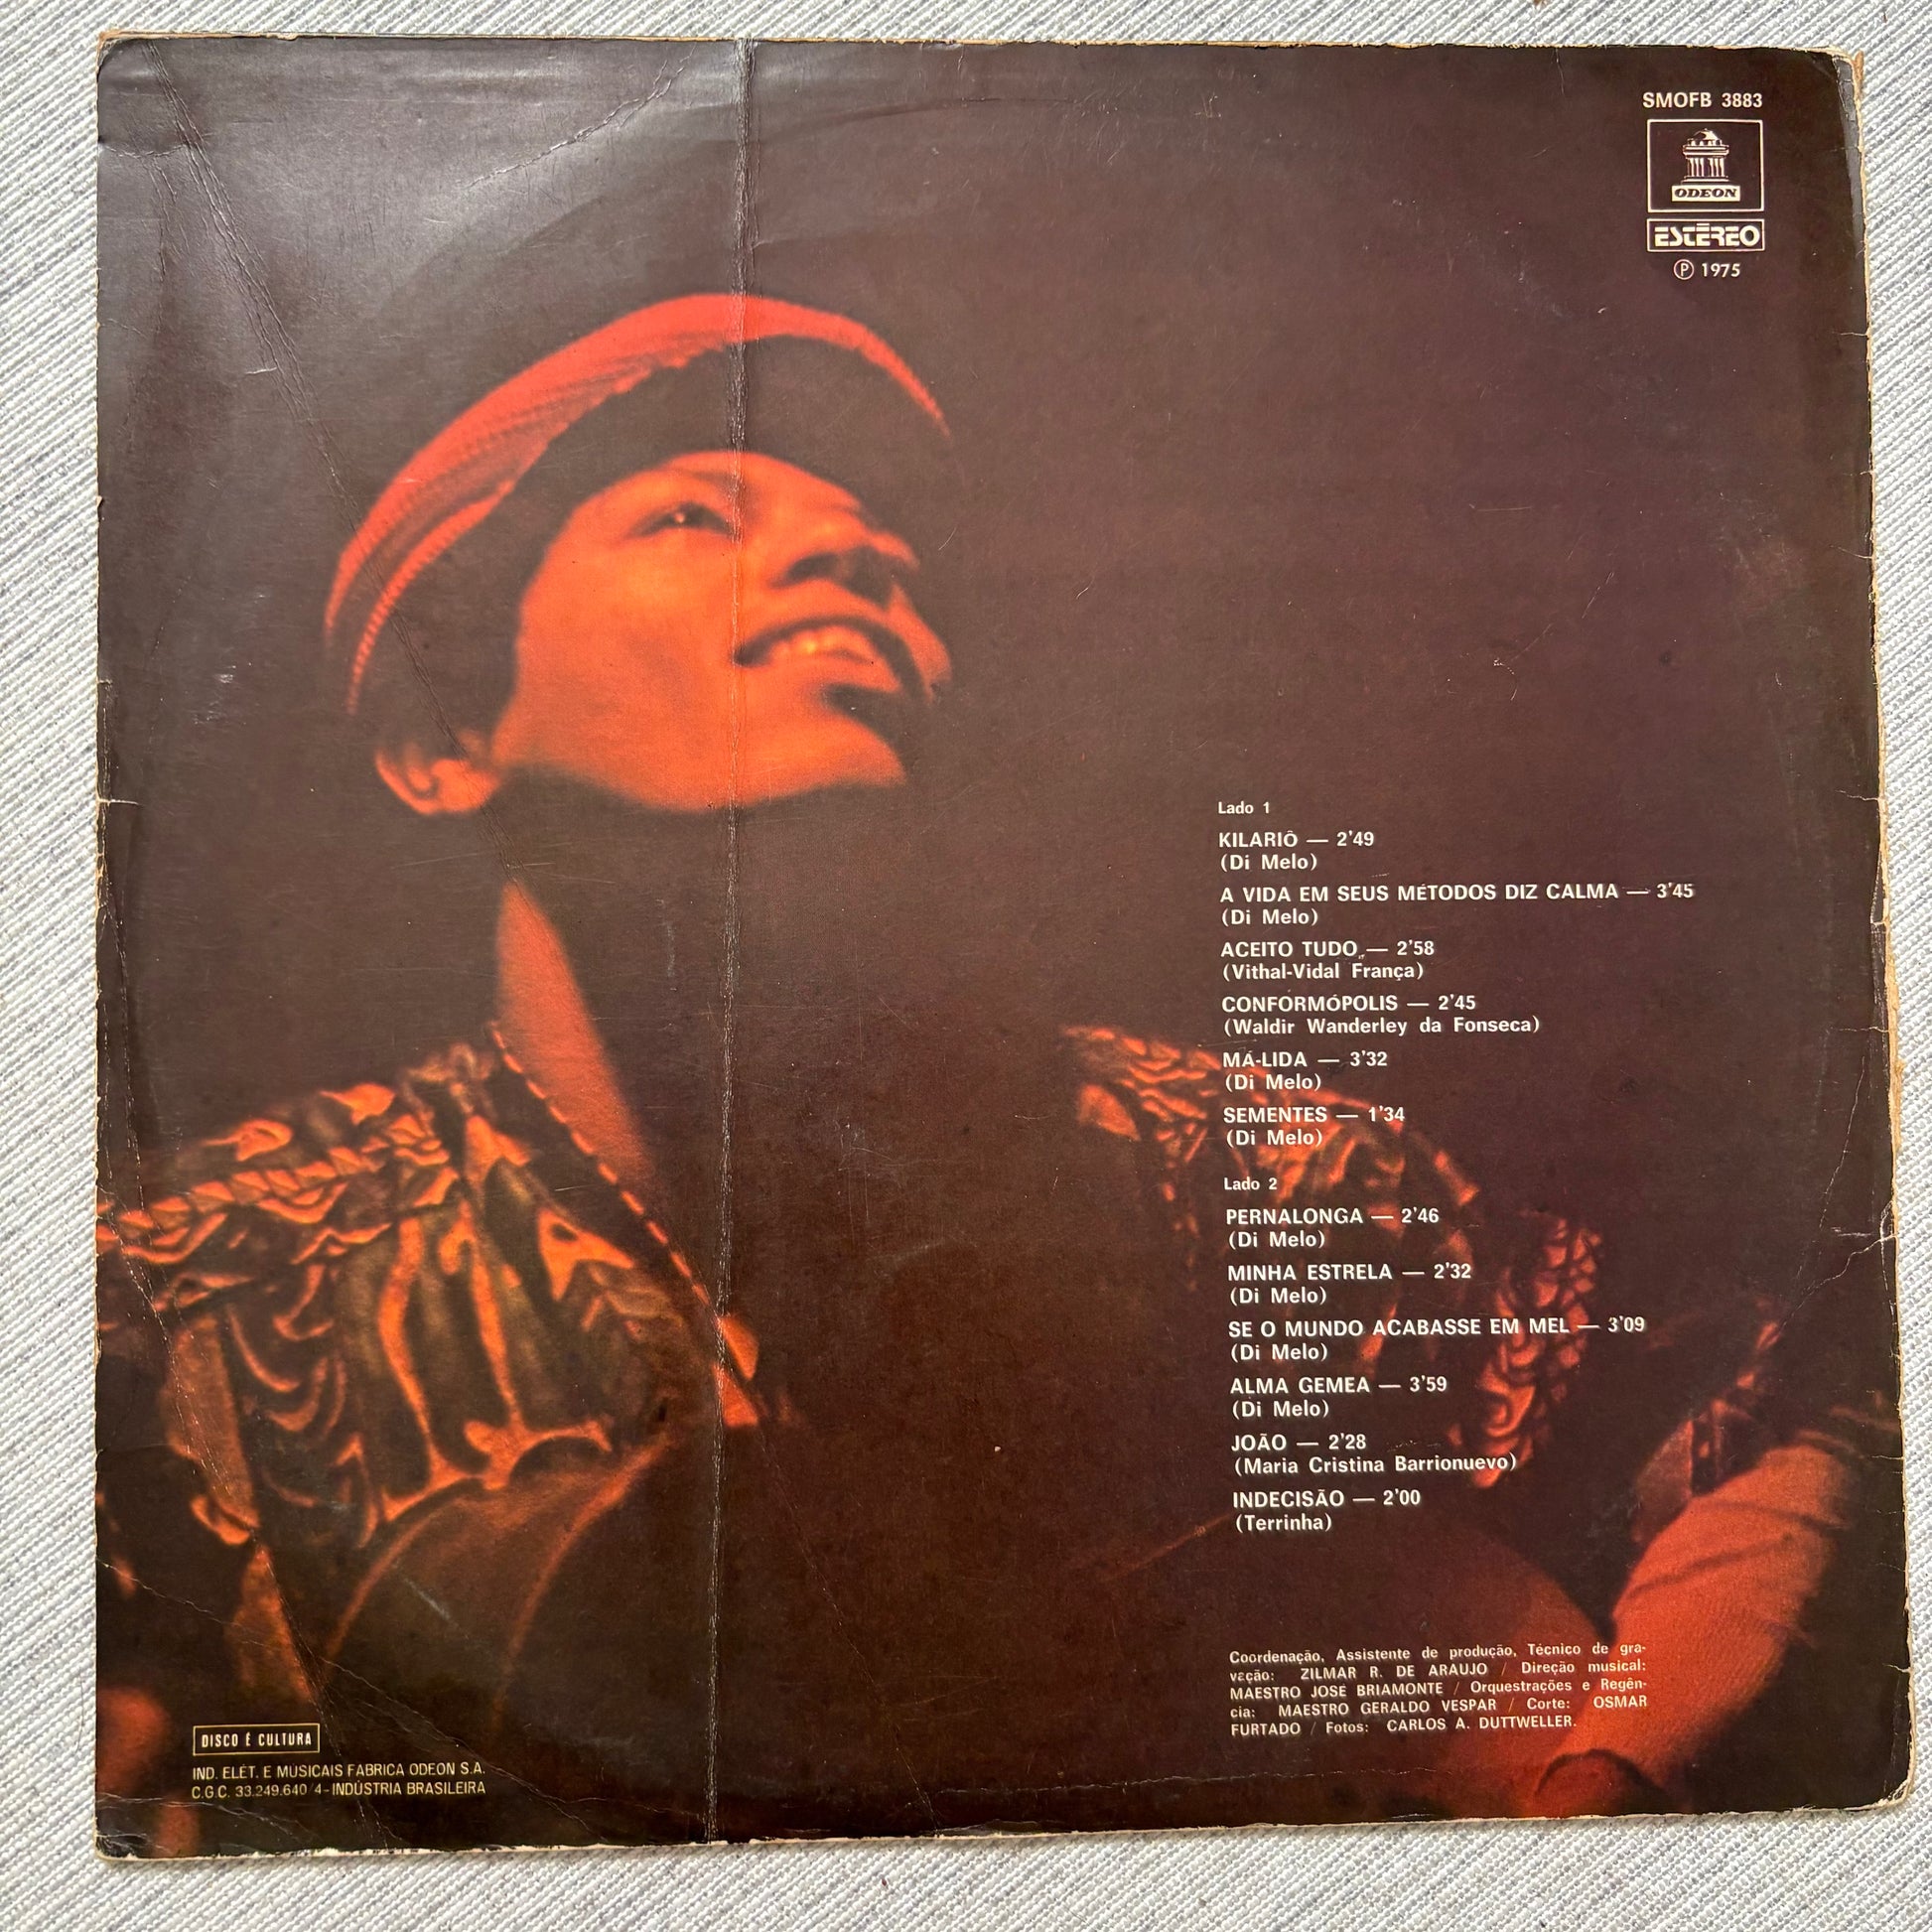 SMOFB 3883
ODEON
ESTÉREO
Ⓟ 1975
Lado 1
KILARIÔ — 2'49
(Di Melo)
A VIDA EM SEUS MÉTODOS DIZ CALMA — 3'45
(Di Melo)
ACEITO TUDO — 2'58
(Vithal-Vidal França)
CONFORMÓPOLIS — 2'45
(Waldir Wanderley da Fonseca)
MÁ-LIDA — 3'32
(Di Melo)
SEMENTES — 1'34
(Di Melo)
Lado 2
PERNALONGA — 2'46
(Di Melo)
MINHA ESTRELA — 2'32
(Di Melo)
SE O MUNDO ACABASSE EM MEL — 3'09
(Di Melo)
ALMA GEMEA — 3'59
(Di Melo)
JOÃO — 2'28
(Maria Cristina Barrionuevo)
INDECISÃO — 2'00
(Terrinha)
Coordenação, Assistente de produção, Técnico de gra-
vação: ZILMAR R. DE ARAUJO / Direção musical:
MAESTRO JOSÉ BRIAMONTE / Orquestrações e Regên-
cia: MAESTRO GERALDO VESPAR / Corte: OSMAR
FURTADO / Fotos: CARLOS A. DUTTWELLER.
DISCO É CULTURA
IND. ELÉT. E MUSICAIS FABRICA ODEON S.A.
C.G.C. 33.249.640/4-INDÚSTRIA BRASILEIRA